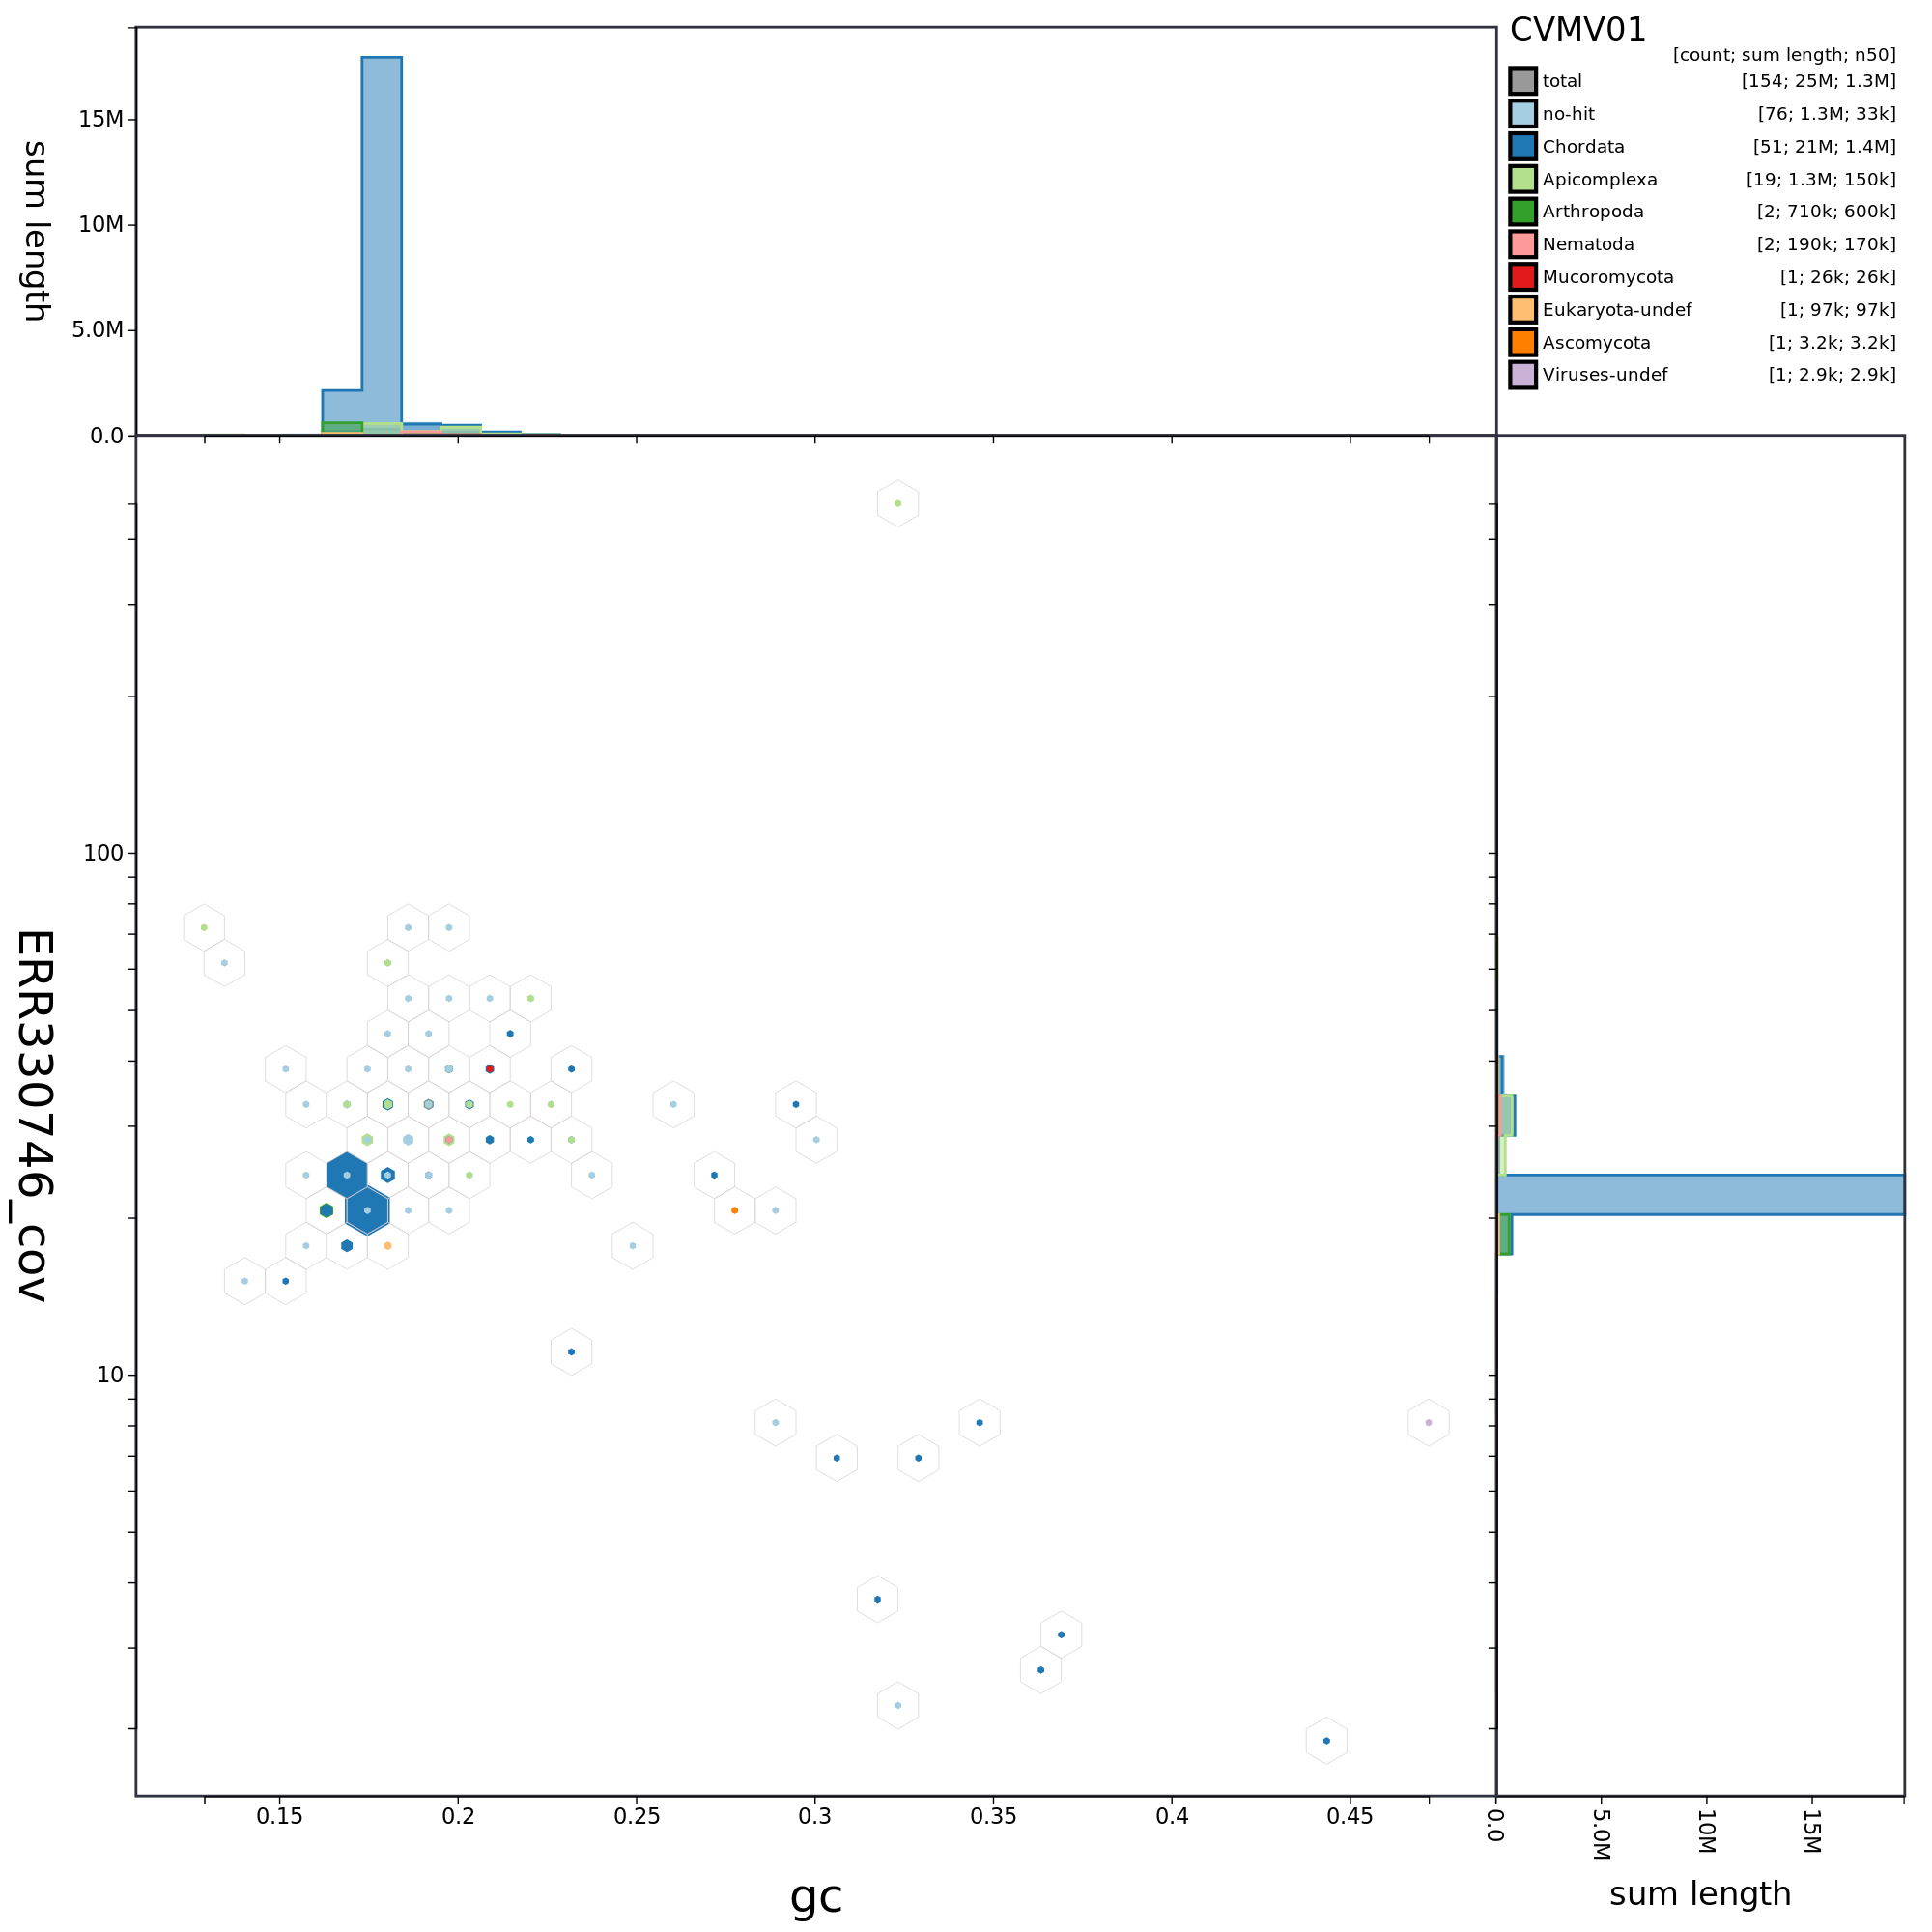 CVMV01
[count; sum length; n50]
total [154; 25M; 1.3M]
no-hit [76; 1.3M; 33k]
Chordata [51; 21M; 1.4M]
Apicomplexa [19; 1.3M; 150k]
Arthropoda [2; 710k; 600k]
Nematoda [2; 190k; 170k]
Mucoromycota [1; 26k; 26k]
Eukaryota-undef [1; 97k; 97k]
Ascomycota [1; 3.2k; 3.2k]
Viruses-undef [1; 2.9k; 2.9k]
sum length
15M
10M
5.0M
0.0
ERR330746_cov
100
10
0.15 0.2 0.25 0.3 0.35 0.4 0.45
gc
0.0 5.0M 10M 15M
sum length